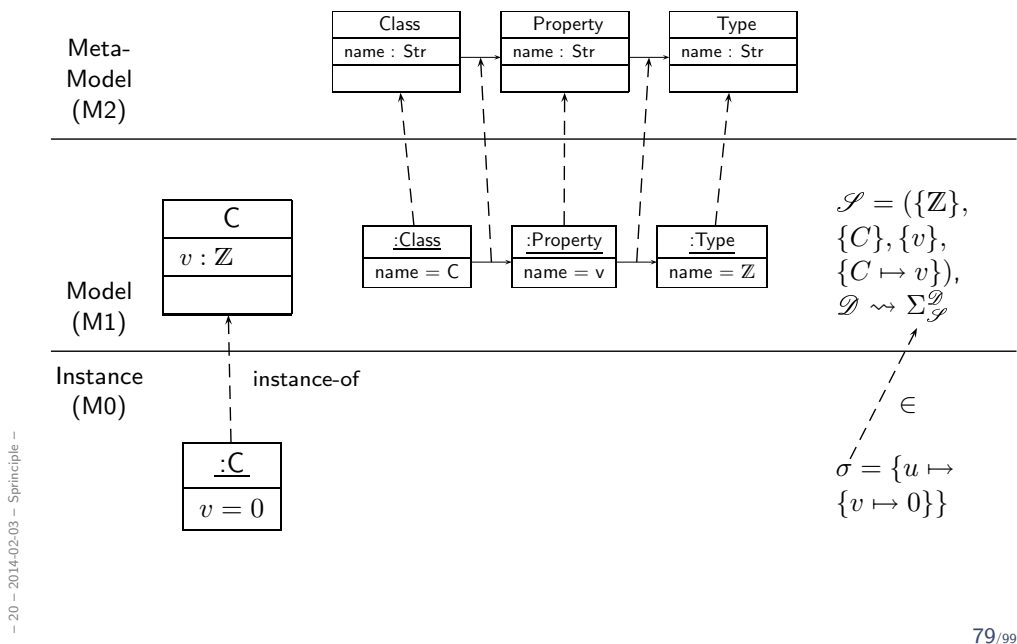 Meta-
Model
(M2)
Class
name : Str
Property
name : Str
Type
name : Str
C
v : ℤ
Model
(M1)
:Class
name = C
:Property
name = v
:Type
name = ℤ
𝒮 = ({ℤ},
{C}, {v},
{C ↦ v}),
𝒟 ⇝ Σ^𝒟_𝒮
Instance
(M0)
instance-of
:C
v = 0
∈
σ = {u ↦
{v ↦ 0}}
– 20 – 2014-02-03 – Sprinciple –
79/99